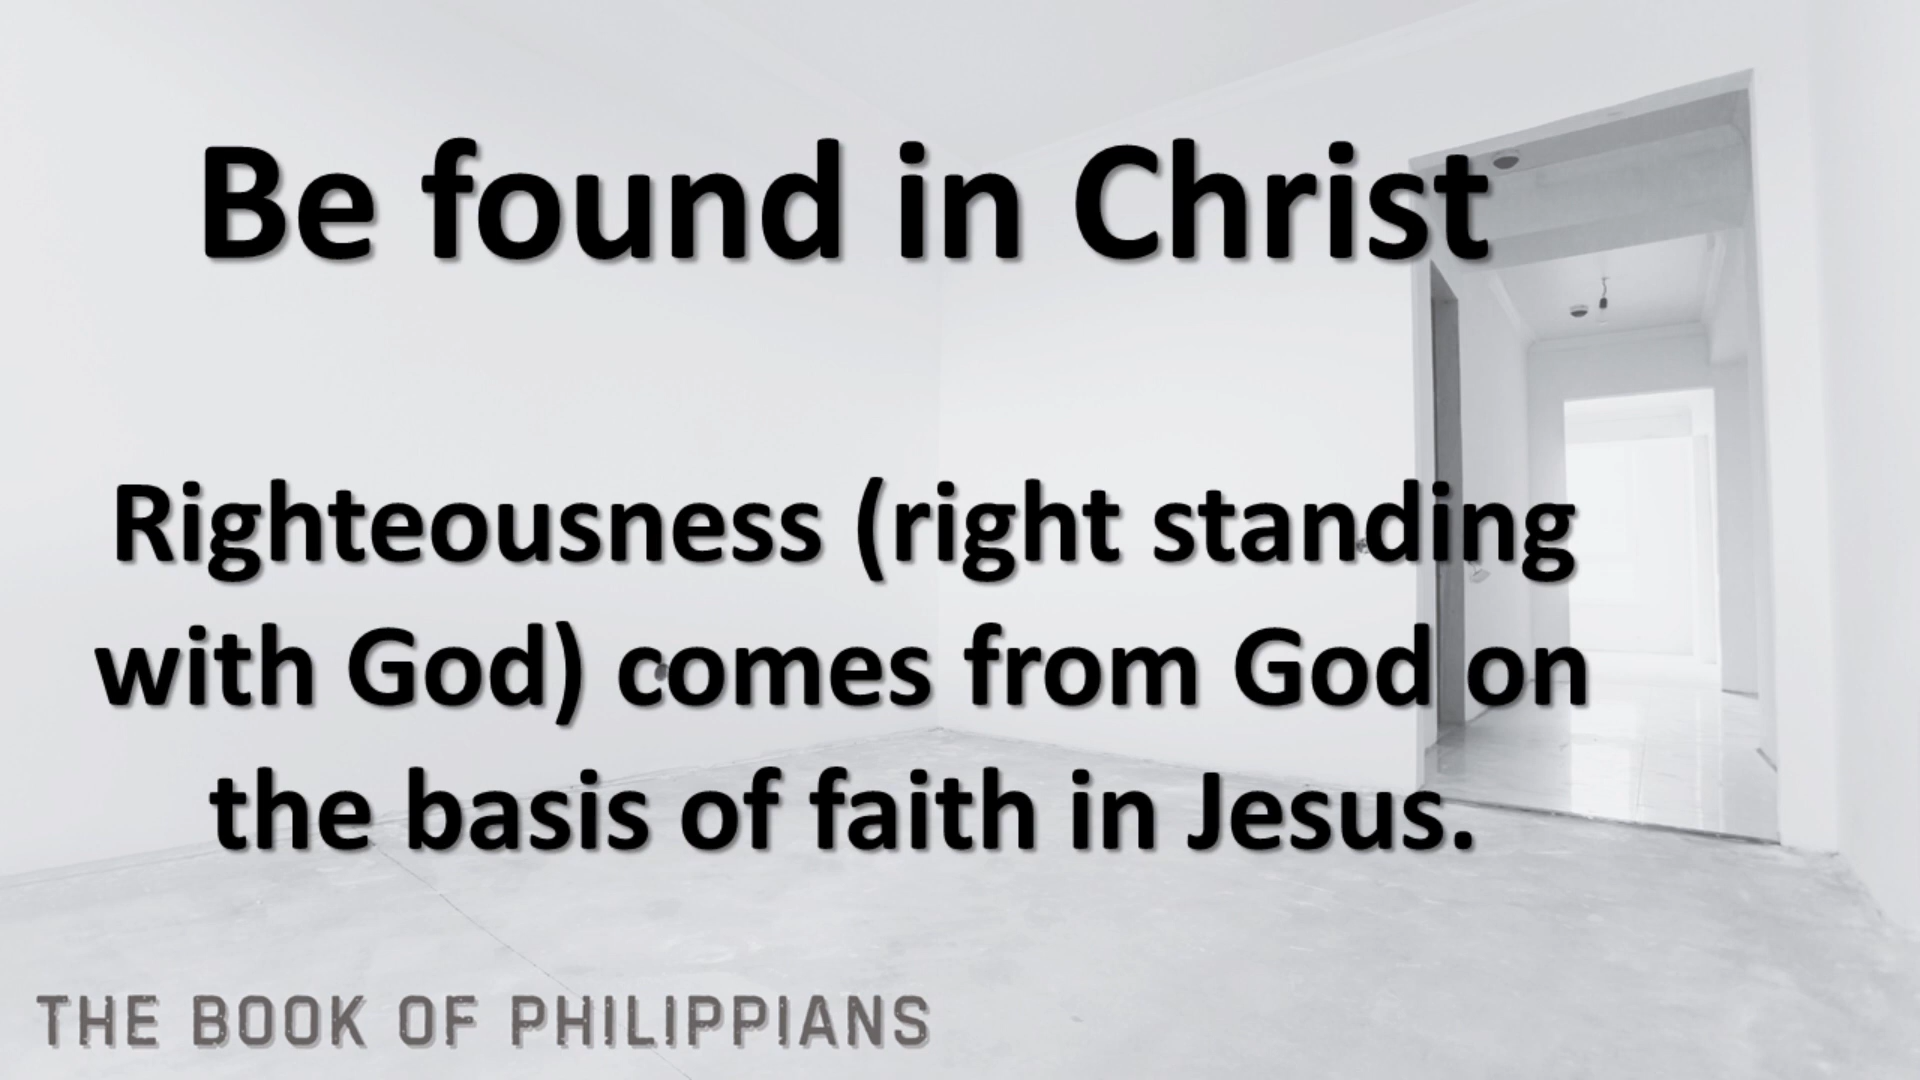 Be found in Christ
Righteousness (right standing
with God) comes from God on
the basis of faith in Jesus.
THE BOOK OF PHILIPPIANS